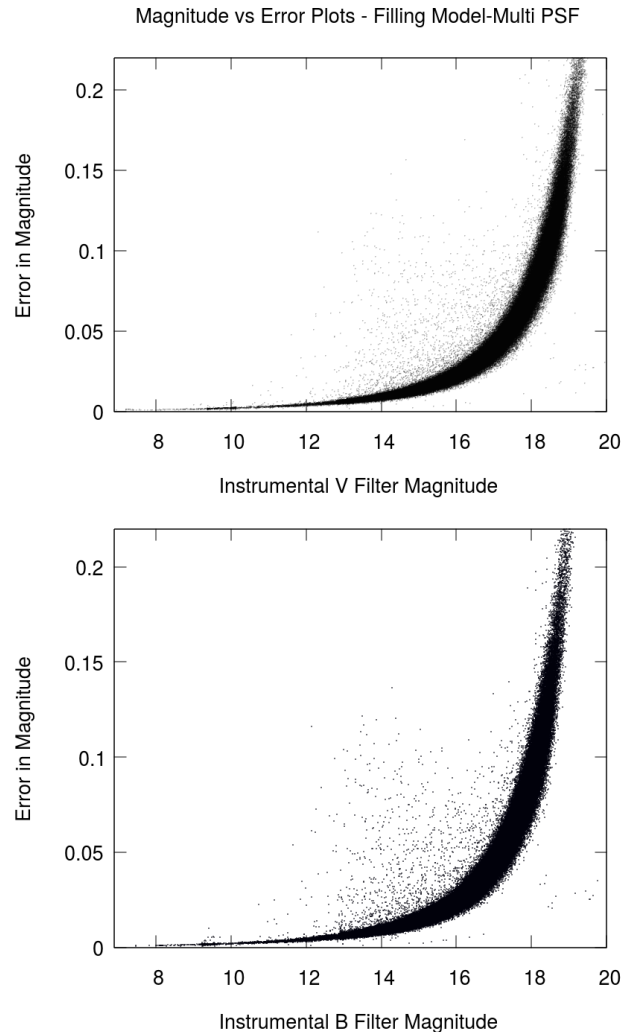 Magnitude vs Error Plots - Filling Model-Multi PSF
0.2
0.15
0.1
0.05
0
Error in Magnitude
8 10 12 14 16 18 20
Instrumental V Filter Magnitude
0.2
0.15
0.1
0.05
0
Error in Magnitude
8 10 12 14 16 18 20
Instrumental B Filter Magnitude